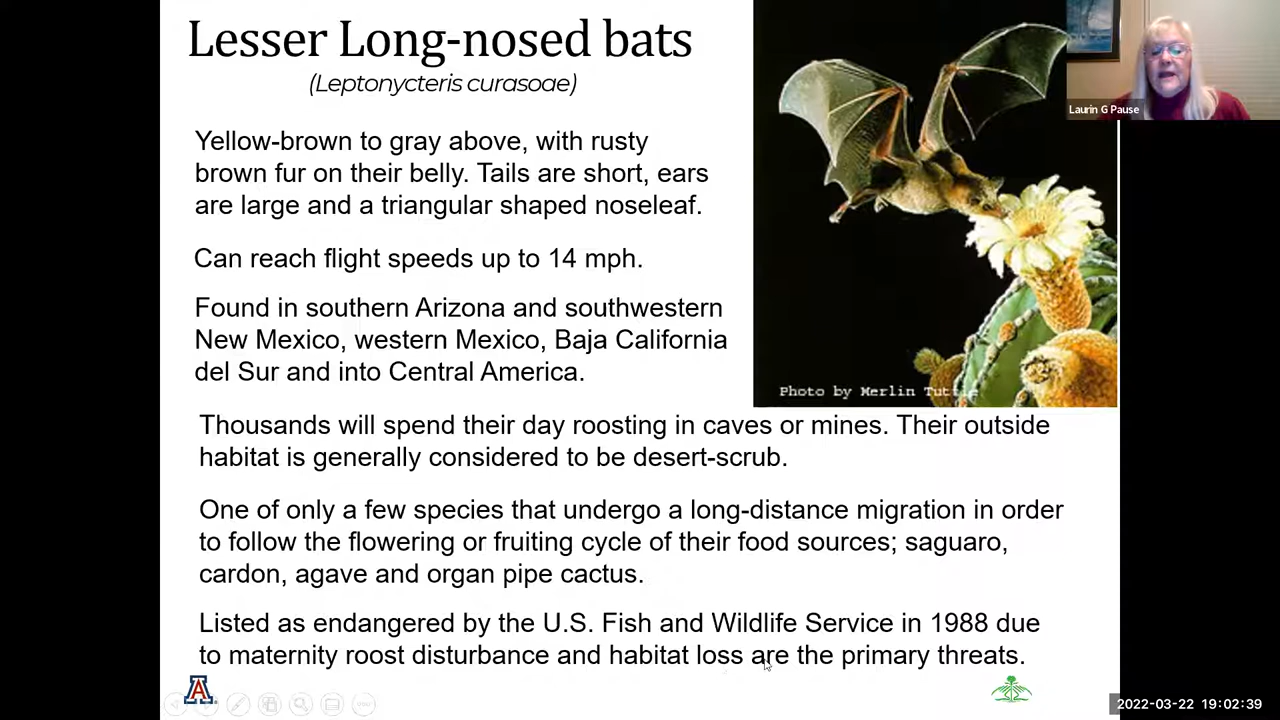 Lesser Long-nosed bats
(Leptonycteris curasoae)
Yellow-brown to gray above, with rusty
brown fur on their belly. Tails are short, ears
are large and a triangular shaped noseleaf.
Can reach flight speeds up to 14 mph.
Found in southern Arizona and southwestern
New Mexico, western Mexico, Baja California
del Sur and into Central America.
Photo by Merlin Tuttle
Thousands will spend their day roosting in caves or mines. Their outside
habitat is generally considered to be desert-scrub.
One of only a few species that undergo a long-distance migration in order
to follow the flowering or fruiting cycle of their food sources; saguaro,
cardon, agave and organ pipe cactus.
Listed as endangered by the U.S. Fish and Wildlife Service in 1988 due
to maternity roost disturbance and habitat loss are the primary threats.
Laurin G Pause
A
2022-03-22 19:02:39